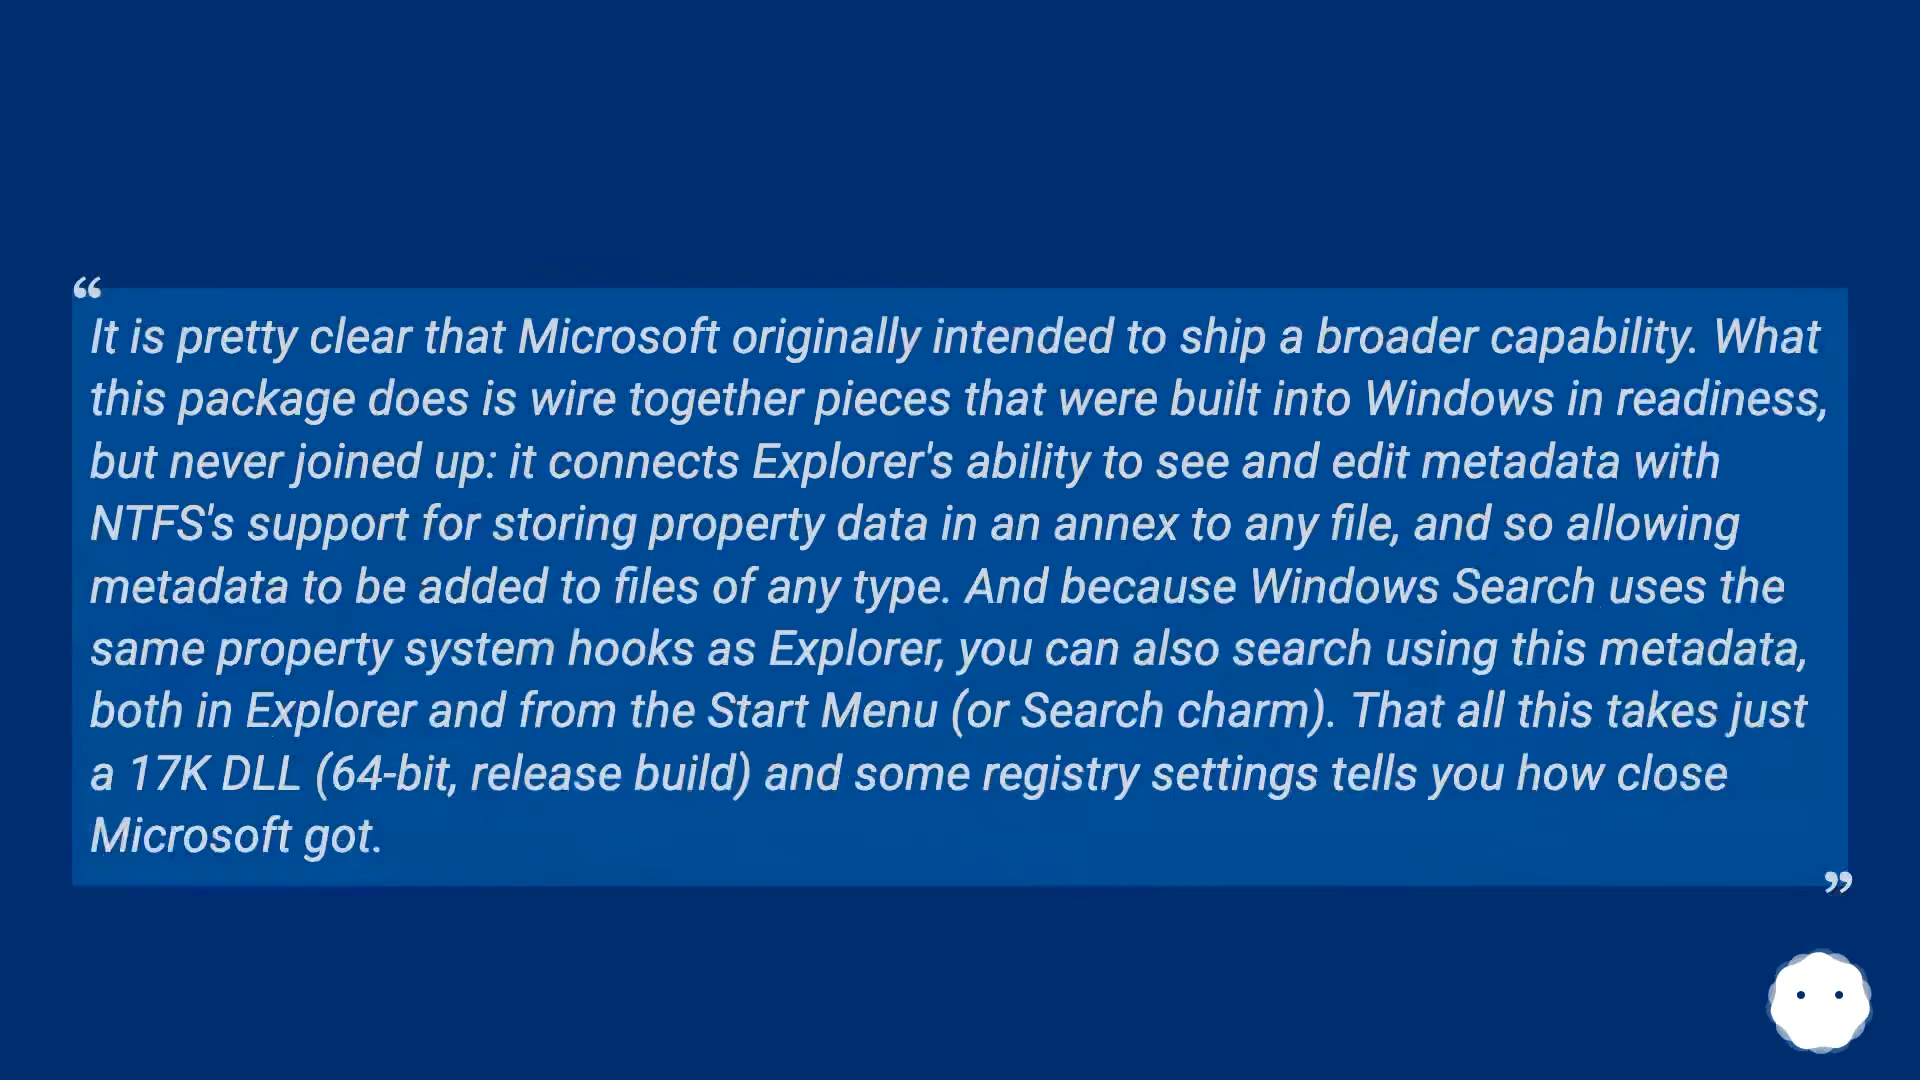 “
It is pretty clear that Microsoft originally intended to ship a broader capability. What
this package does is wire together pieces that were built into Windows in readiness,
but never joined up: it connects Explorer's ability to see and edit metadata with
NTFS's support for storing property data in an annex to any file, and so allowing
metadata to be added to files of any type. And because Windows Search uses the
same property system hooks as Explorer, you can also search using this metadata,
both in Explorer and from the Start Menu (or Search charm). That all this takes just
a 17K DLL (64-bit, release build) and some registry settings tells you how close
Microsoft got.
”